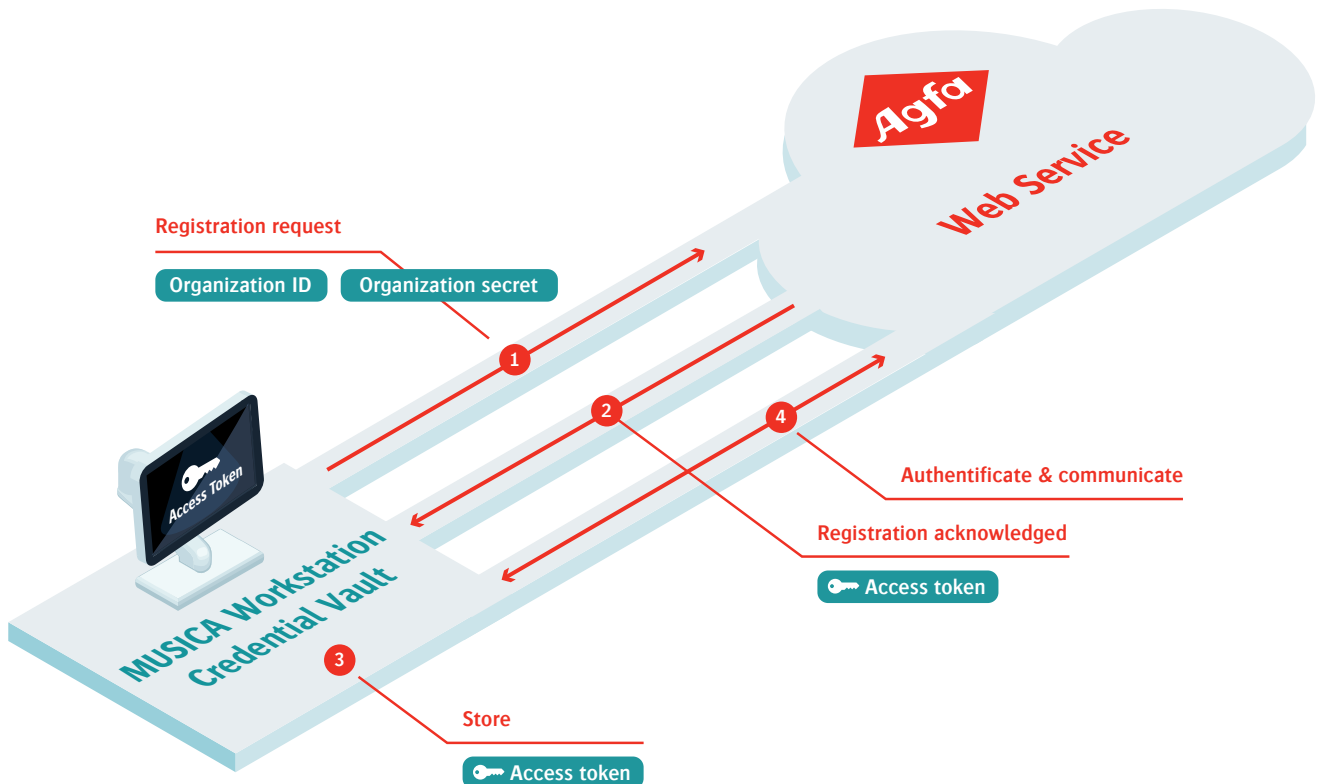 Agfa
Web Service
Registration request
Organization ID
Organization secret
1
2
4
Access Token
Authentificate & communicate
Registration acknowledged
Access token
MUSICA Workstation
Credential Vault
3
Store
Access token